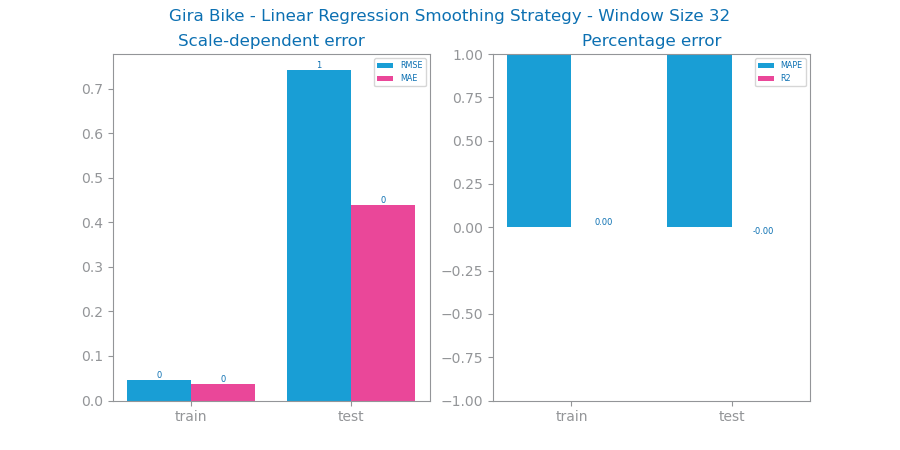 Gira Bike - Linear Regression Smoothing Strategy - Window Size 32
Scale-dependent error
0.7
0.6
0.5
0.4
0.3
0.2
0.1
0.0
1
0
0
0
RMSE
MAE
train
test
Percentage error
1.00
0.75
0.50
0.25
0.00
−0.25
−0.50
−0.75
−1.00
0.00
-0.00
MAPE
R2
train
test